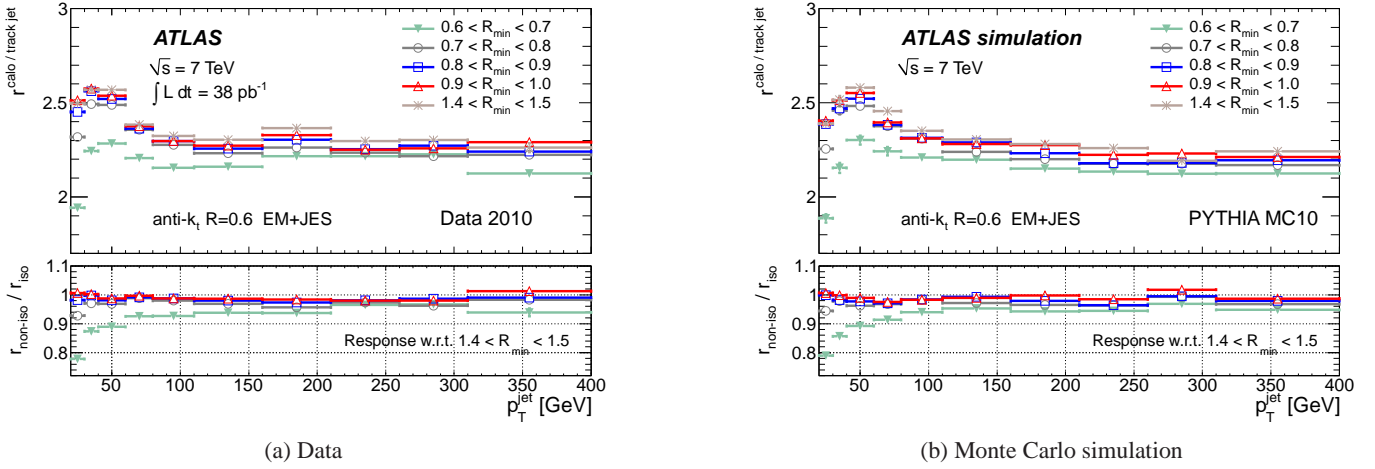 r^calo / track jet
3
2.5
2
ATLAS
√s = 7 TeV
∫ L dt = 38 pb⁻¹
0.6 < R_min < 0.7
0.7 < R_min < 0.8
0.8 < R_min < 0.9
0.9 < R_min < 1.0
1.4 < R_min < 1.5
anti-k_t R=0.6 EM+JES
Data 2010
r_non-iso / r_iso
1.1
1
0.9
0.8
Response w.r.t. 1.4 < R_min < 1.5
50 100 150 200 250 300 350 400
p_T^jet [GeV]
(a) Data
r^calo / track jet
3
2.5
2
ATLAS simulation
√s = 7 TeV
0.6 < R_min < 0.7
0.7 < R_min < 0.8
0.8 < R_min < 0.9
0.9 < R_min < 1.0
1.4 < R_min < 1.5
anti-k_t R=0.6 EM+JES
PYTHIA MC10
r_non-iso / r_iso
1.1
1
0.9
0.8
Response w.r.t. 1.4 < R_min < 1.5
50 100 150 200 250 300 350 400
p_T^jet [GeV]
(b) Monte Carlo simulation